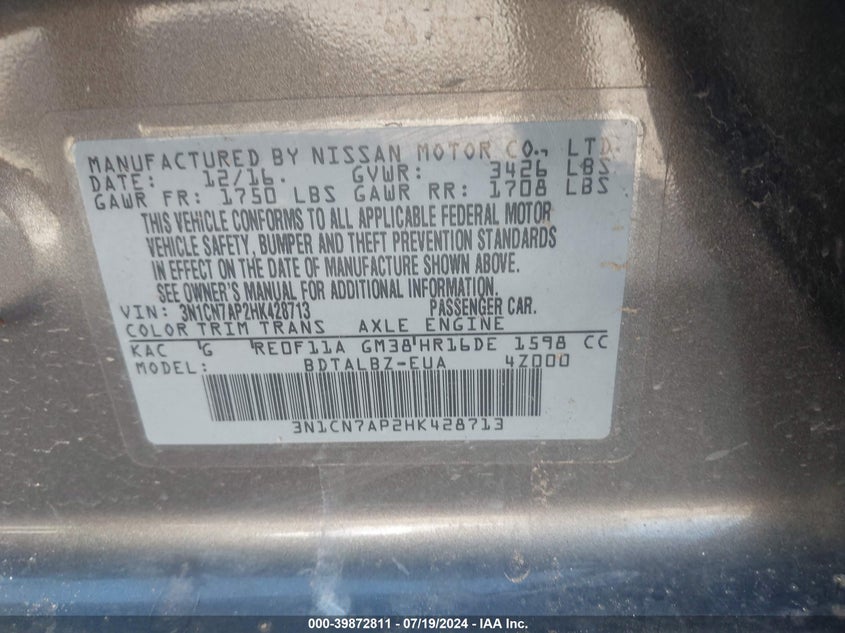 MANUFACTURED BY NISSAN MOTOR CO., LTD.
DATE: 12/16. GVWR: 3426 LBS
GAWR FR: 1750 LBS GAWR RR: 1708 LBS
THIS VEHICLE CONFORMS TO ALL APPLICABLE FEDERAL MOTOR
VEHICLE SAFETY, BUMPER AND THEFT PREVENTION STANDARDS
IN EFFECT ON THE DATE OF MANUFACTURE SHOWN ABOVE.
SEE OWNER'S MANUAL FOR ADDITIONAL INFORMATION.
VIN: 3N1CN7AP2HK428713 PASSENGER CAR.
COLOR TRIM TRANS AXLE ENGINE
KAC G RE0F11A GM38 HR16DE 1598 CC
MODEL: BDTALBZ-EUA 4Z000
3N1CN7AP2HK428713
000-39872811 - 07/19/2024 - IAA Inc.